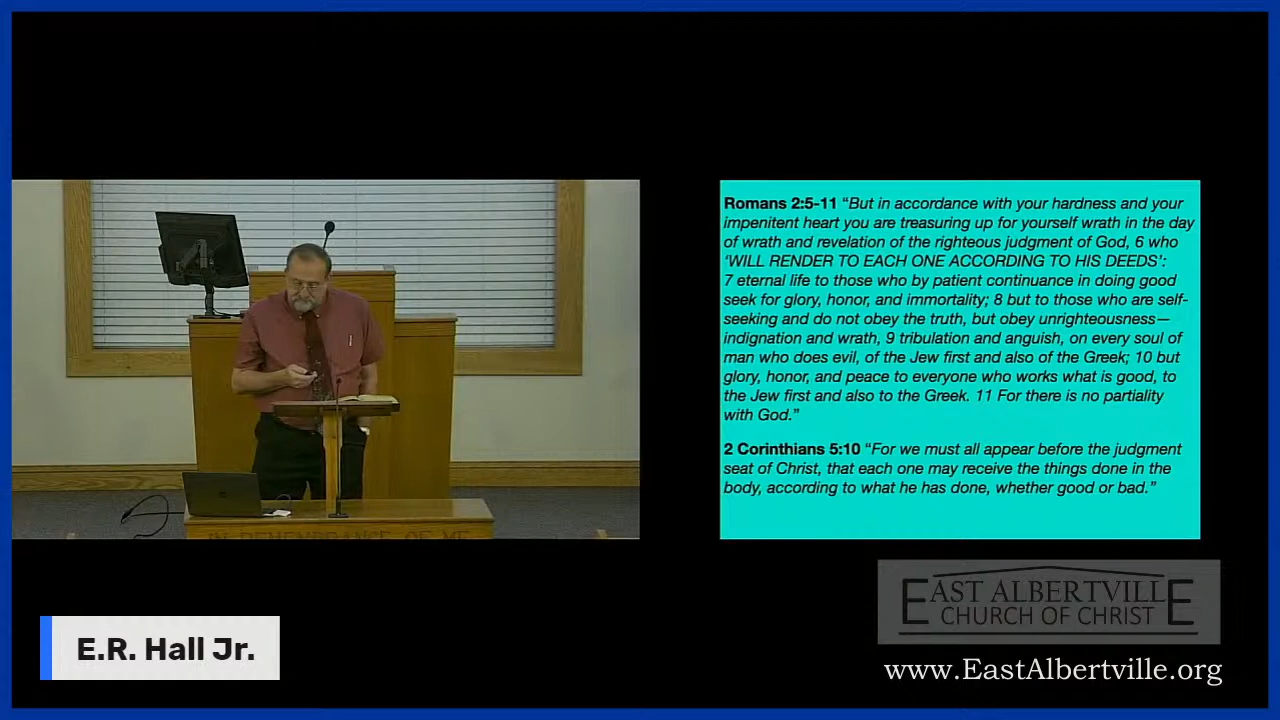 Romans 2:5-11 “But in accordance with your hardness and your
impenitent heart you are treasuring up for yourself wrath in the day
of wrath and revelation of the righteous judgment of God, 6 who
‘WILL RENDER TO EACH ONE ACCORDING TO HIS DEEDS’:
7 eternal life to those who by patient continuance in doing good
seek for glory, honor, and immortality; 8 but to those who are self-
seeking and do not obey the truth, but obey unrighteousness—
indignation and wrath, 9 tribulation and anguish, on every soul of
man who does evil, of the Jew first and also of the Greek; 10 but
glory, honor, and peace to everyone who works what is good, to
the Jew first and also to the Greek. 11 For there is no partiality
with God.”
2 Corinthians 5:10 “For we must all appear before the judgment
seat of Christ, that each one may receive the things done in the
body, according to what he has done, whether good or bad.”
IN REMEMBRANCE OF ME
EAST ALBERTVILLE
CHURCH OF CHRIST
E.R. Hall Jr.
www.EastAlbertville.org